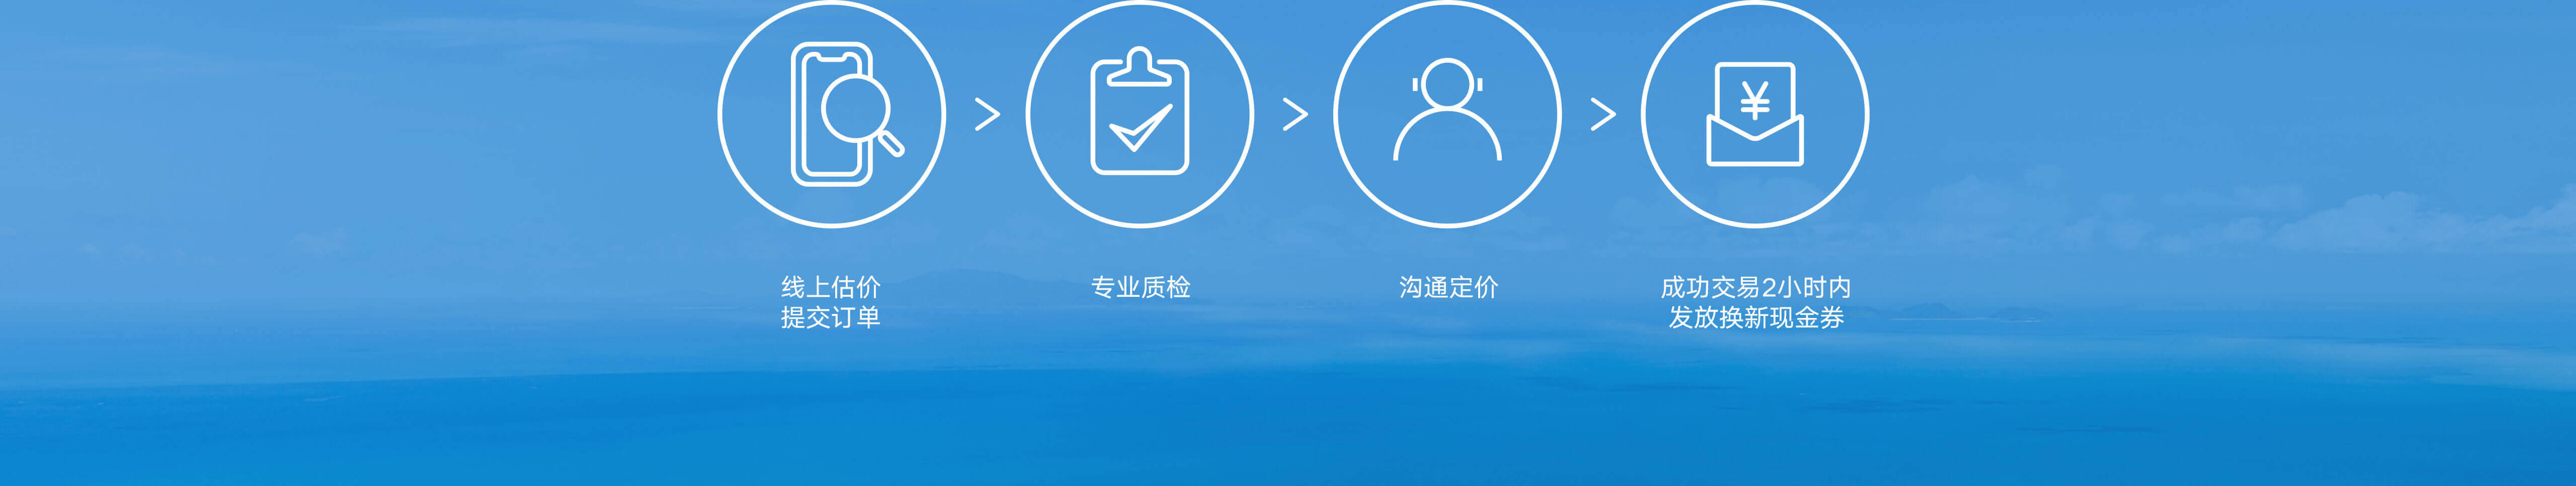 线上估价
提交订单
专业质检
沟通定价
成功交易2小时内
发放换新现金券